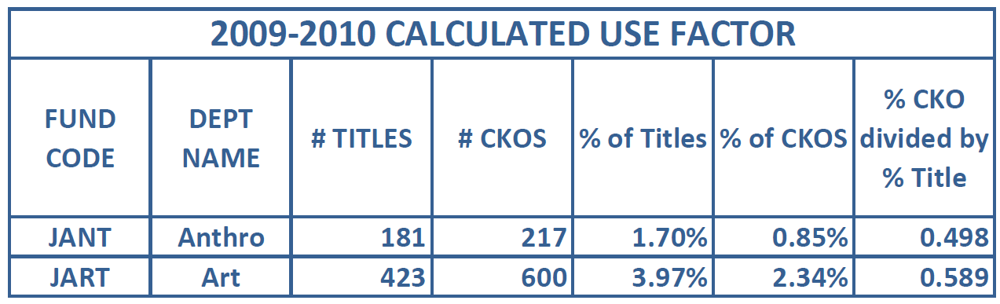 2009-2010 CALCULATED USE FACTOR
FUND CODE DEPT NAME # TITLES # CKOS % of Titles % of CKOS % CKO divided by % Title
JANT Anthro 181 217 1.70% 0.85% 0.498
JART Art 423 600 3.97% 2.34% 0.589